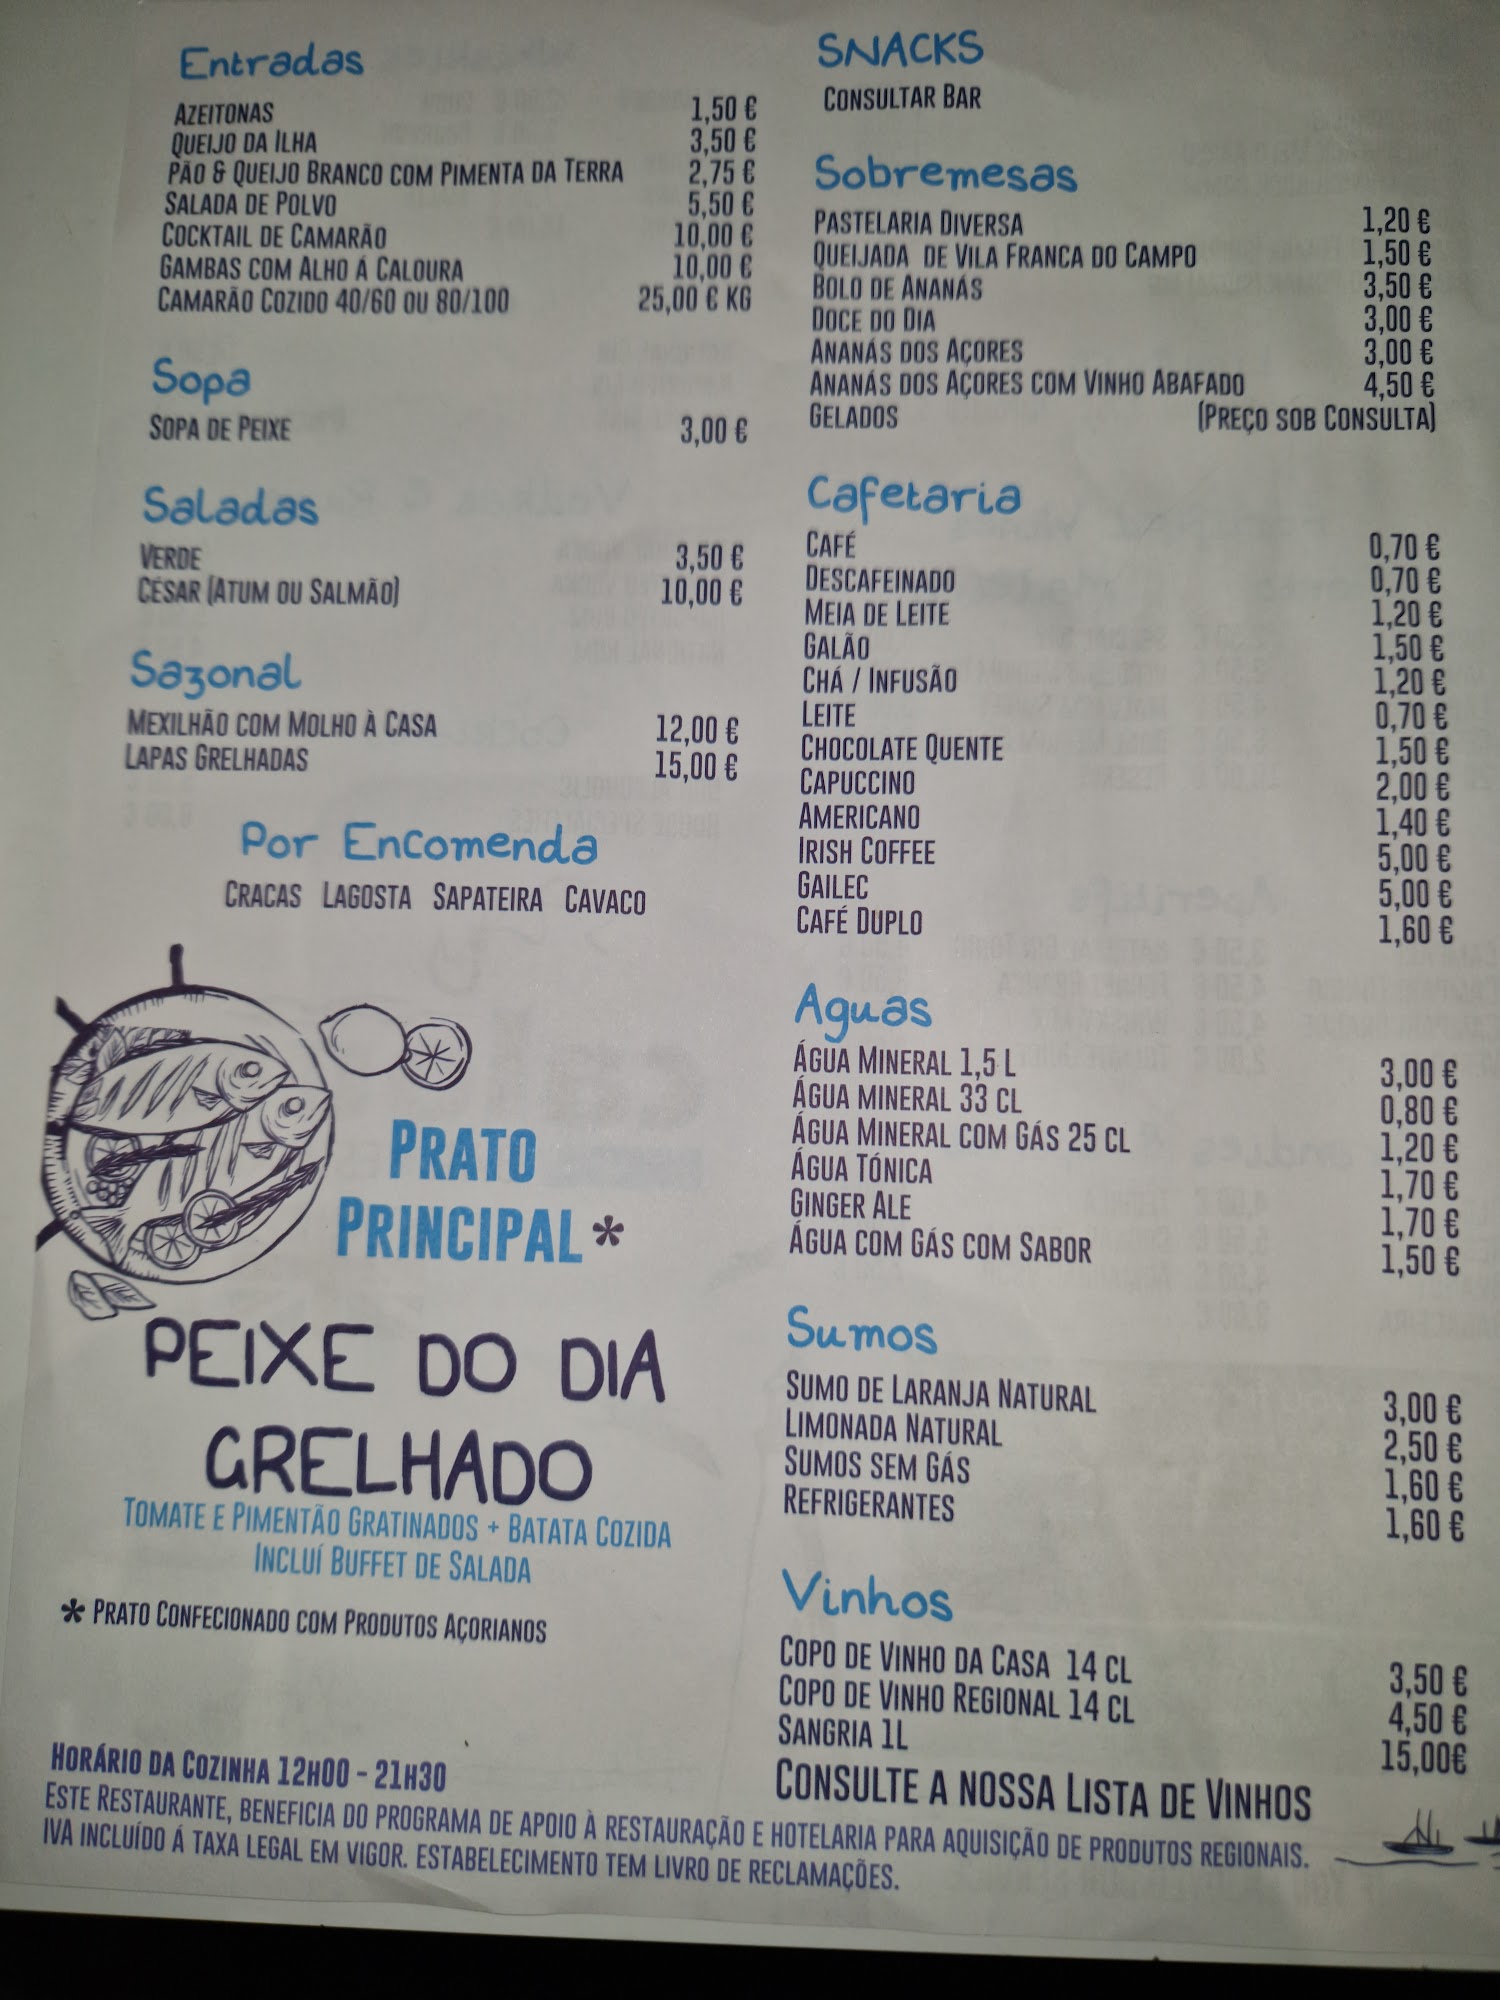 Entradas
Azeitonas 1,50 €
Queijo da Ilha 3,50 €
Pão & Queijo Branco com Pimenta da Terra 2,75 €
Salada de Polvo 5,50 €
Cocktail de Camarão 10,00 €
Gambas com Alho á Caloura 10,00 €
Camarão Cozido 40/60 ou 80/100 25,00 € KG
Sopa
Sopa de Peixe 3,00 €
Saladas
Verde 3,50 €
César (Atum ou Salmão) 10,00 €
Sazonal
Mexilhão com Molho à Casa 12,00 €
Lapas Grelhadas 15,00 €
Por Encomenda
Cracas Lagosta Sapateira Cavaco
Prato
Principal *
PEIXE DO DIA
GRELHADO
Tomate e Pimentão Gratinados + Batata Cozida
Incluí Buffet de Salada
* Prato Confecionado com Produtos Açorianos
SNACKS
Consultar Bar
Sobremesas
Pastelaria Diversa 1,20 €
Queijada de Vila Franca do Campo 1,50 €
Bolo de Ananás 3,50 €
Doce do Dia 3,00 €
Ananás dos Açores 3,00 €
Ananás dos Açores com Vinho Abafado 4,50 €
Gelados (Preço sob Consulta)
Cafetaria
Café 0,70 €
Descafeinado 0,70 €
Meia de Leite 1,20 €
Galão 1,50 €
Chá / Infusão 1,20 €
Leite 0,70 €
Chocolate Quente 1,50 €
Capuccino 2,00 €
Americano 1,40 €
Irish Coffee 5,00 €
Gailec 5,00 €
Café Duplo 1,60 €
Aguas
Água Mineral 1,5 L 3,00 €
Água mineral 33 cl 0,80 €
Água Mineral com Gás 25 cl 1,20 €
Água Tónica 1,70 €
Ginger Ale 1,70 €
Água com Gás com Sabor 1,50 €
Sumos
Sumo de Laranja Natural 3,00 €
Limonada Natural 2,50 €
Sumos sem Gás 1,60 €
Refrigerantes 1,60 €
Vinhos
Copo de Vinho da Casa 14 cl 3,50 €
Copo de Vinho Regional 14 cl 4,50 €
Sangria 1L 15,00€
Consulte a nossa Lista de Vinhos
Horário da Cozinha 12h00 - 21h30
Este Restaurante, beneficia do programa de apoio à restauração e hotelaria para aquisição de produtos regionais.
IVA incluído á taxa legal em vigor. Estabelecimento tem livro de reclamações.